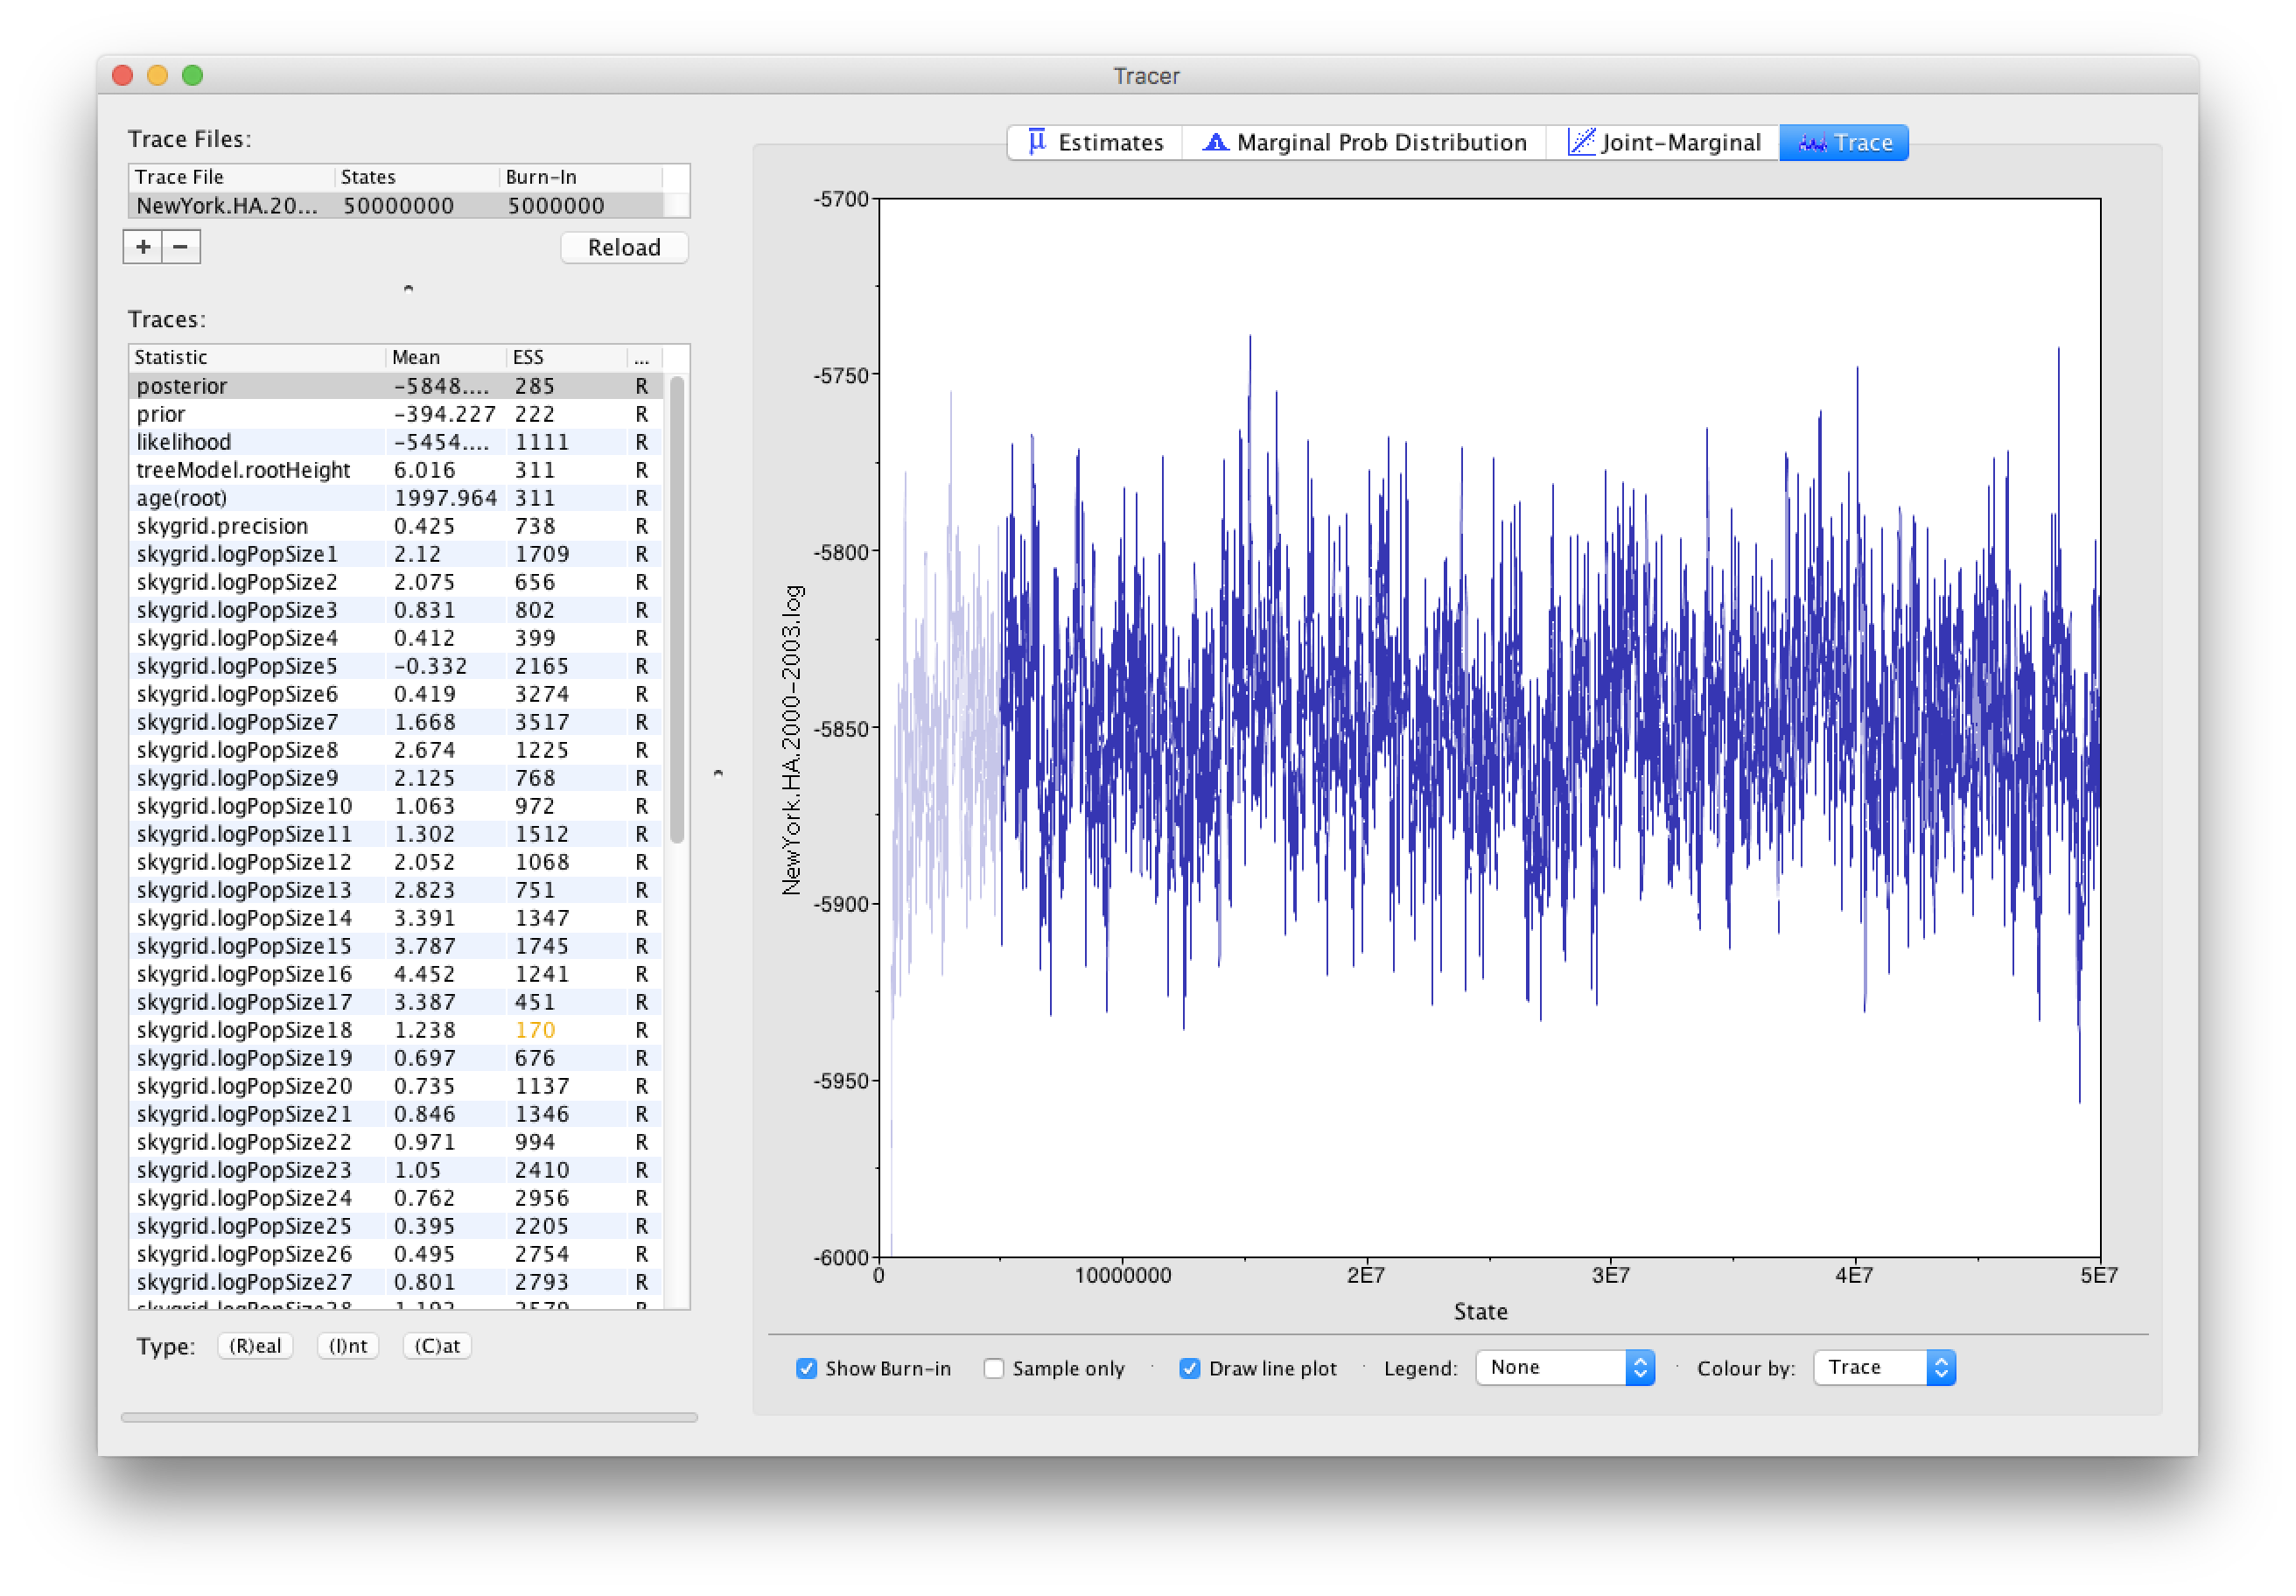 Tracer
Trace Files:
Trace File States Burn-In
NewYork.HA.20... 50000000 5000000
+ −
Reload
Traces:
Statistic Mean ESS ...
posterior -5848.... 285 R
prior -394.227 222 R
likelihood -5454.... 1111 R
treeModel.rootHeight 6.016 311 R
age(root) 1997.964 311 R
skygrid.precision 0.425 738 R
skygrid.logPopSize1 2.12 1709 R
skygrid.logPopSize2 2.075 656 R
skygrid.logPopSize3 0.831 802 R
skygrid.logPopSize4 0.412 399 R
skygrid.logPopSize5 -0.332 2165 R
skygrid.logPopSize6 0.419 3274 R
skygrid.logPopSize7 1.668 3517 R
skygrid.logPopSize8 2.674 1225 R
skygrid.logPopSize9 2.125 768 R
skygrid.logPopSize10 1.063 972 R
skygrid.logPopSize11 1.302 1512 R
skygrid.logPopSize12 2.052 1068 R
skygrid.logPopSize13 2.823 751 R
skygrid.logPopSize14 3.391 1347 R
skygrid.logPopSize15 3.787 1745 R
skygrid.logPopSize16 4.452 1241 R
skygrid.logPopSize17 3.387 451 R
skygrid.logPopSize18 1.238 170 R
skygrid.logPopSize19 0.697 676 R
skygrid.logPopSize20 0.735 1137 R
skygrid.logPopSize21 0.846 1346 R
skygrid.logPopSize22 0.971 994 R
skygrid.logPopSize23 1.05 2410 R
skygrid.logPopSize24 0.762 2956 R
skygrid.logPopSize25 0.395 2205 R
skygrid.logPopSize26 0.495 2754 R
skygrid.logPopSize27 0.801 2793 R
Type: (R)eal (I)nt (C)at
Estimates Marginal Prob Distribution Joint-Marginal Trace
-5700
-5750
-5800
-5850
-5900
-5950
-6000
NewYork.HA.2000-2003.log
0 10000000 2E7 3E7 4E7 5E7
State
Show Burn-in Sample only Draw line plot Legend: None Colour by: Trace